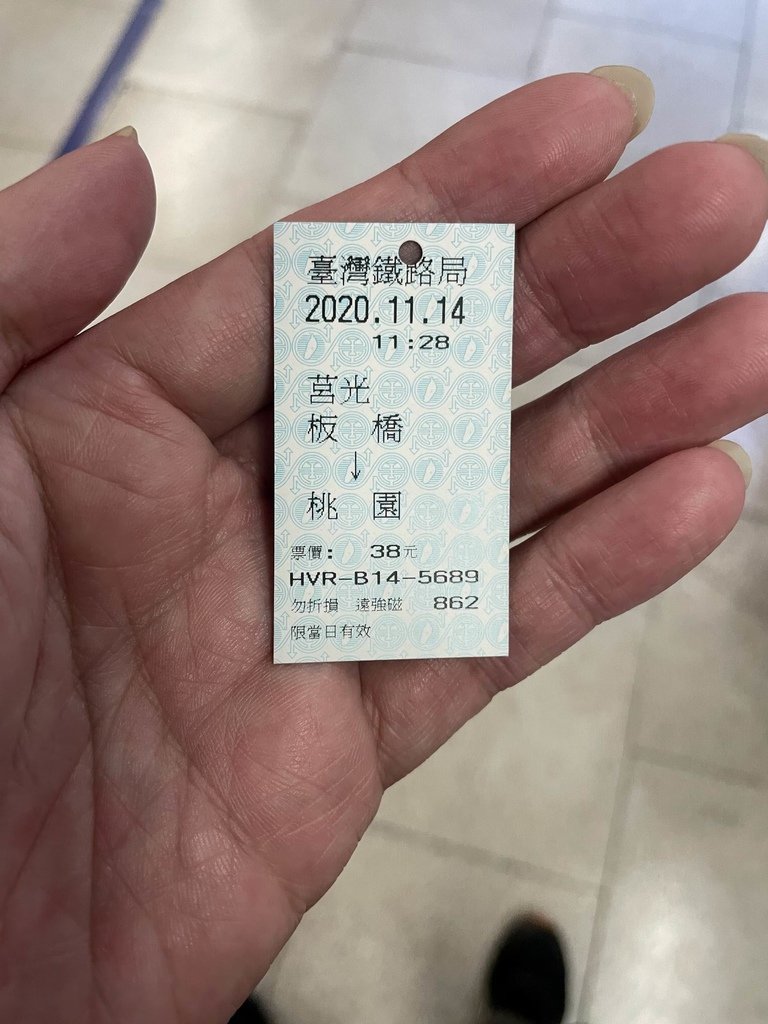 臺灣鐵路局
2020.11.14
11:28
莒光
板橋
↓
桃園
票價: 38元
HVR-B14-5689
勿折損 遠強磁 862
限當日有效